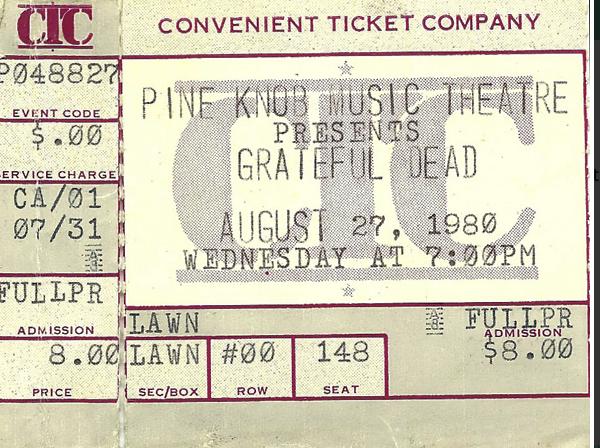 CTC
CONVENIENT TICKET COMPANY
P048827
EVENT CODE
$.00
SERVICE CHARGE
CA/01
07/31
FULLPR
ADMISSION
8.00
PRICE
PINE KNOB MUSIC THEATRE
PRESENTS
GRATEFUL DEAD
AUGUST 27, 1980
WEDNESDAY AT 7:00PM
LAWN
FULLPR
ADMISSION
$8.00
LAWN #00 148
SEC/BOX ROW SEAT